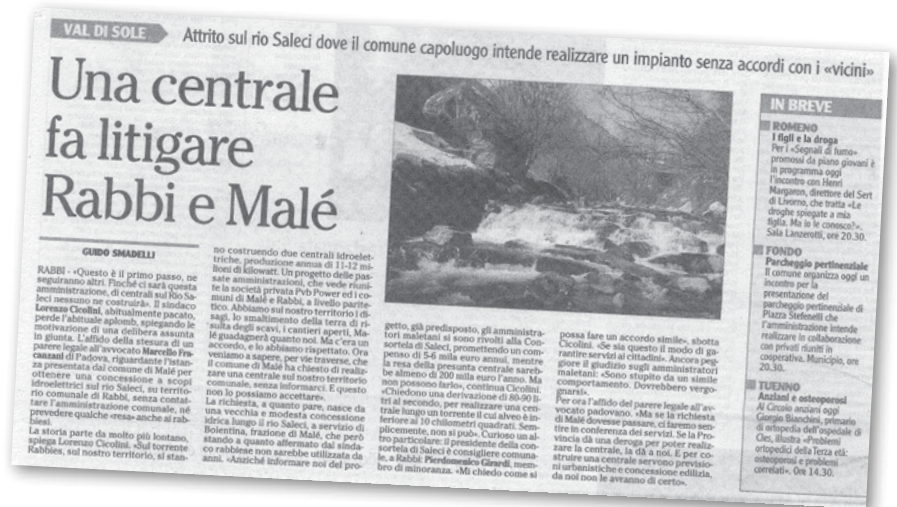 VAL DI SOLE
Attrito sul rio Saleci dove il comune capoluogo intende realizzare un impianto senza accordi con i «vicini»
Una centrale
fa litigare
Rabbi e Malé
GUIDO SMADELLI
RABBI - «Questo è il primo passo, ne
seguiranno altri. Finché ci sarà questa
amministrazione, di centrali sul Rio Sa-
leci nessuno ne costruirà». Il sindaco
Lorenzo Cicolini, abitualmente pacato,
perde l'abituale aplomb, spiegando le
motivazione di una delibera assunta
in giunta. L'affido della stesura di un
parere legale all'avvocato Marcello Fra-
canzani di Padova, riguardante l'istan-
za presentata dal comune di Malé per
ottenere una concessione a scopi
idroelettrici sul rio Saleci, su territo-
rio comunale di Rabbi, senza contat-
tare l'amministrazione comunale, né
prevedere qualche «resa» anche ai rab-
biesi.
La storia parte da molto più lontano,
spiega Lorenzo Cicolini. «Sul torrente
Rabbies, sul nostro territorio, si stan-
no costruendo due centrali idroelet-
triche, produzione annua di 11-12 mi-
lioni di kilowatt. Un progetto delle pas-
sate amministrazioni, che vede riuni-
te la società privata Pvb Power ed i co-
muni di Malé e Rabbi, a livello parite-
tico. Abbiamo sul nostro territorio i di-
sagi, lo smaltimento della terra di ri-
sulta degli scavi, i cantieri aperti, Ma-
lé guadagnerà quanto noi. Ma c'era un
accordo, e lo abbiamo rispettato. Ora
veniamo a sapere, per vie traverse, che
il comune di Malé ha chiesto di realiz-
zare una centrale sul nostro territorio
comunale, senza informarci. E questo
non lo possiamo accettare».
La richiesta, a quanto pare, nasce da
una vecchia e modesta concessione
idrica lungo il rio Saleci, a servizio di
Bolentina, frazione di Malé, che però
stando a quanto affermato dal sinda-
co rabbiese non sarebbe utilizzata da
anni. «Anziché informare noi del pro-
getto, già predisposto, gli amministra-
tori maletani si sono rivolti alla Con-
sortela di Saleci, promettendo un com-
penso di 5-6 mila euro annui, mentre
la resa della presunta centrale sareb-
be almeno di 200 mila euro l'anno. Ma
non possono farlo», continua Cicolini.
«Chiedono una derivazione di 80-90 li-
tri al secondo, per realizzare una cen-
trale lungo un torrente il cui alveo è in-
feriore ai 10 chilometri quadrati. Sem-
plicemente, non si può». Curioso un al-
tro particolare: il presidente della con-
sortela di Saleci è consigliere comuna-
le, a Rabbi: Pierdomenico Girardi, mem-
bro di minoranza. «Mi chiedo come si
possa fare un accordo simile», sbotta
Cicolini. «Se sia questo il modo di ga-
rantire servizi ai cittadini». Ancora peg-
giore il giudizio sugli amministratori
maletani: «Sono stupito da un simile
comportamento. Dovrebbero vergo-
gnarsi».
Per ora l'affido del parere legale all'av-
vocato padovano. «Ma se la richiesta
di Malé dovesse passare, ci faremo sen-
tire in conferenza dei servizi. Se la Pro-
vincia dà una deroga per poter realiz-
zare la centrale, la dà a noi. E per co-
struire una centrale servono previsio-
ni urbanistiche e concessione edilizia,
da noi non le avranno di certo».
IN BREVE
ROMENO
I figli e la droga
Per i «Segnali di fumo»
promossi da piano giovani è
in programma oggi
l'incontro con Henri
Margaron, direttore del Sert
di Livorno, che tratta «Le
droghe spiegate a mia
figlia. Ma io le conosco?».
Sala Lanzerotti, ore 20.30.
FONDO
Parcheggio pertinenziale
Il comune organizza oggi un
incontro per la
presentazione del
parcheggio pertinenziale di
Piazza Stefenelli che
l'amministrazione intende
realizzare in collaborazione
con privati riuniti in
cooperativa. Municipio, ore
20.30.
TUENNO
Anziani e osteoporosi
Al Circolo anziani oggi
Giorgio Bianchini, primario
di ortopedia dell'ospedale di
Cles, illustra «Problemi
ortopedici della Terza età:
osteoporosi e problemi
correlati». Ore 14.30.